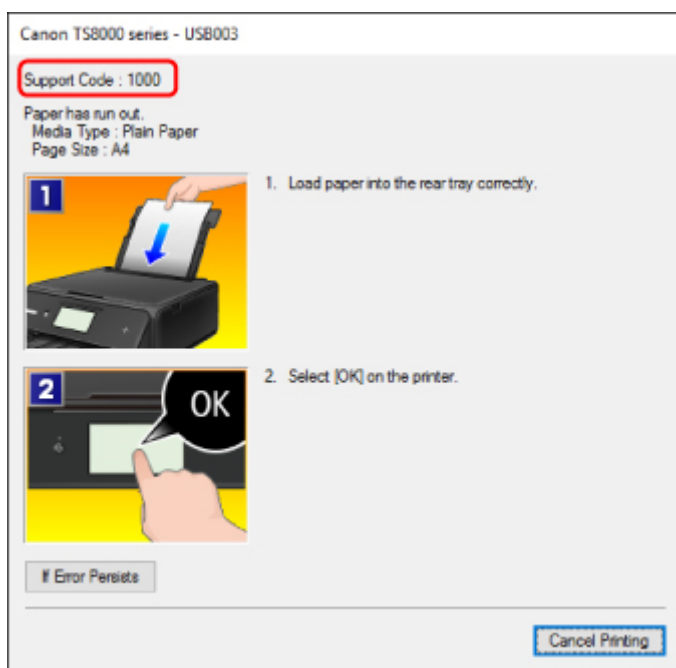 Canon TS8000 series - USB003
Support Code : 1000
Paper has run out.
Media Type : Plain Paper
Page Size : A4
1
1. Load paper into the rear tray correctly.
2
OK
2. Select [OK] on the printer.
If Error Persists
Cancel Printing